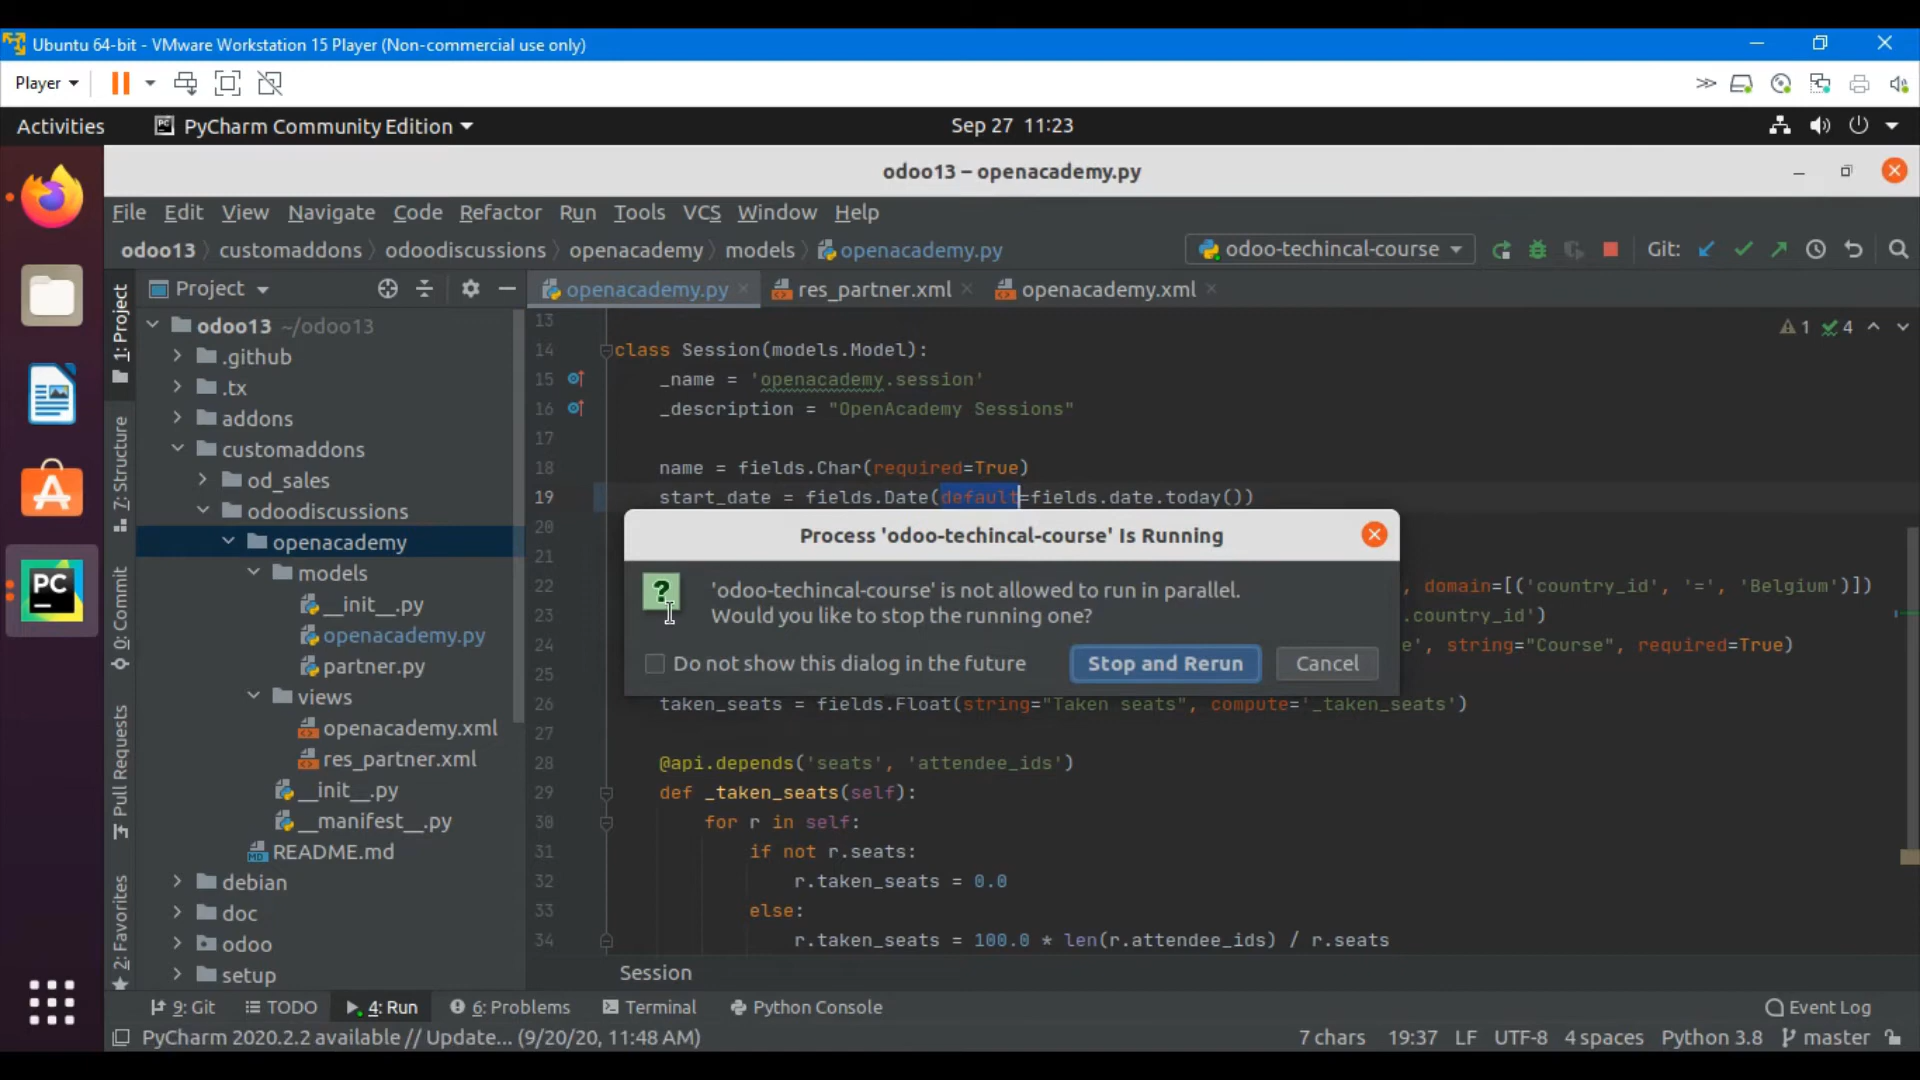 Ubuntu 64-bit - VMware Workstation 15 Player (Non-commercial use only)
Player
Activities
PyCharm Community Edition
Sep 27 11:23
odoo13 – openacademy.py
File Edit View Navigate Code Refactor Run Tools VCS Window Help
odoo13 customaddons odoodiscussions openacademy models openacademy.py
odoo-techincal-course
Git:
1: Project
7: Structure
0: Commit
Pull Requests
2: Favorites
Project
odoo13 ~/odoo13
.github
.tx
addons
customaddons
od_sales
odoodiscussions
openacademy
models
__init__.py
openacademy.py
partner.py
views
openacademy.xml
res_partner.xml
__init__.py
__manifest__.py
README.md
debian
doc
odoo
setup
openacademy.py res_partner.xml openacademy.xml
1 4
13
14 class Session(models.Model):
15 _name = 'openacademy.session'
16 _description = "OpenAcademy Sessions"
17
18 name = fields.Char(required=True)
19 start_date = fields.Date(default=fields.date.today())
20
21
22 , domain=[('country_id', '=', 'Belgium')])
23 .country_id')
24 e', string="Course", required=True)
25
26 taken_seats = fields.Float(string="Taken seats", compute='_taken_seats')
27
28 @api.depends('seats', 'attendee_ids')
29 def _taken_seats(self):
30 for r in self:
31 if not r.seats:
32 r.taken_seats = 0.0
33 else:
34 r.taken_seats = 100.0 * len(r.attendee_ids) / r.seats
Process 'odoo-techincal-course' Is Running
'odoo-techincal-course' is not allowed to run in parallel.
Would you like to stop the running one?
Do not show this dialog in the future
Stop and Rerun
Cancel
Session
9: Git TODO 4: Run 6: Problems Terminal Python Console
Event Log
PyCharm 2020.2.2 available // Update... (9/20/20, 11:48 AM)
7 chars 19:37 LF UTF-8 4 spaces Python 3.8 master